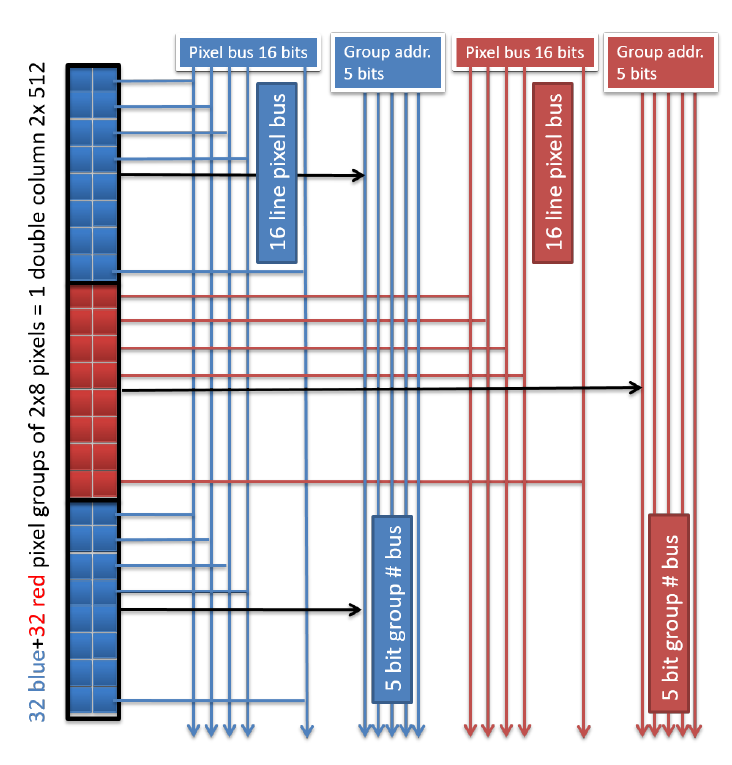 Pixel bus 16 bits
Group addr.
5 bits
Pixel bus 16 bits
Group addr.
5 bits
16 line pixel bus
16 line pixel bus
32 blue+32 red pixel groups of 2x8 pixels = 1 double column 2x 512
5 bit group # bus
5 bit group # bus